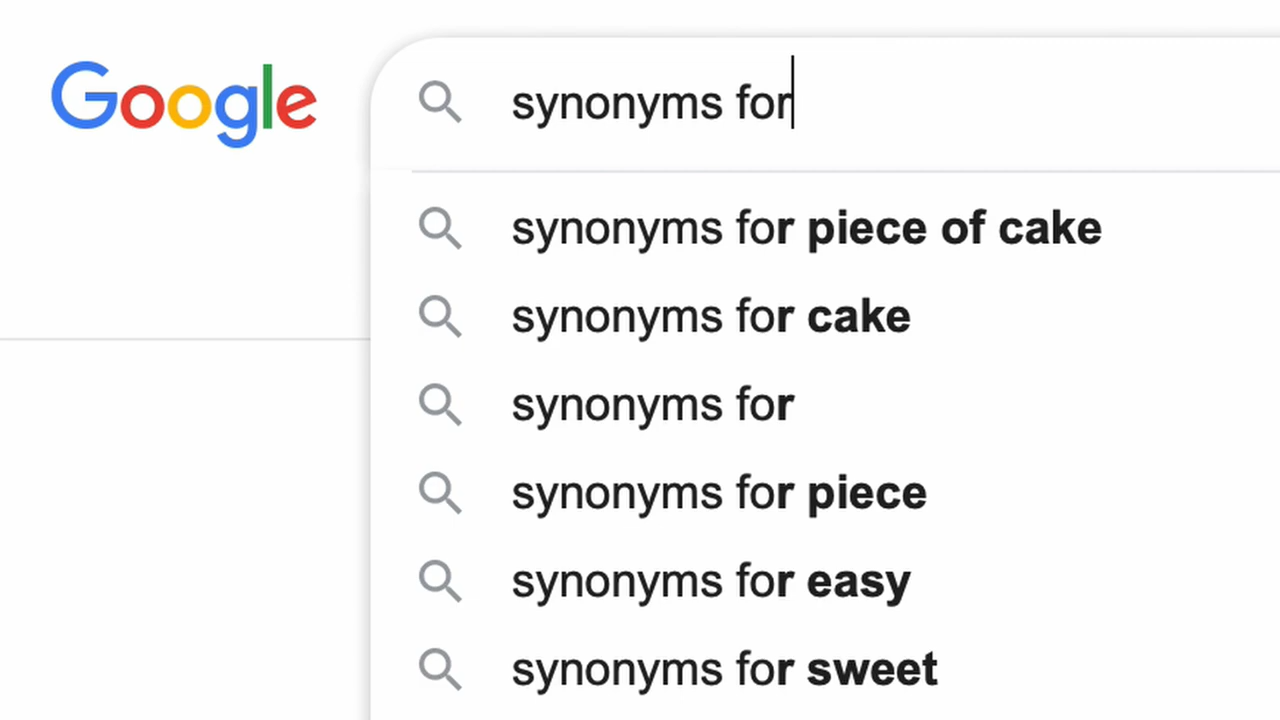 Google
synonyms for
synonyms for piece of cake
synonyms for cake
synonyms for
synonyms for piece
synonyms for easy
synonyms for sweet